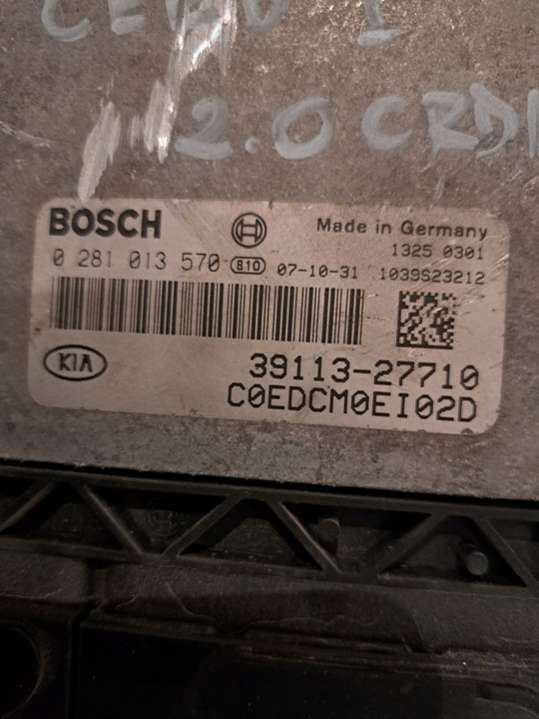 CEED I
2.0 CRDI
BOSCH
Made in Germany
1325 0301
0 281 013 570 810 07-10-31 1039S23212
KIA
39113-27710
C0EDCM0EI02D